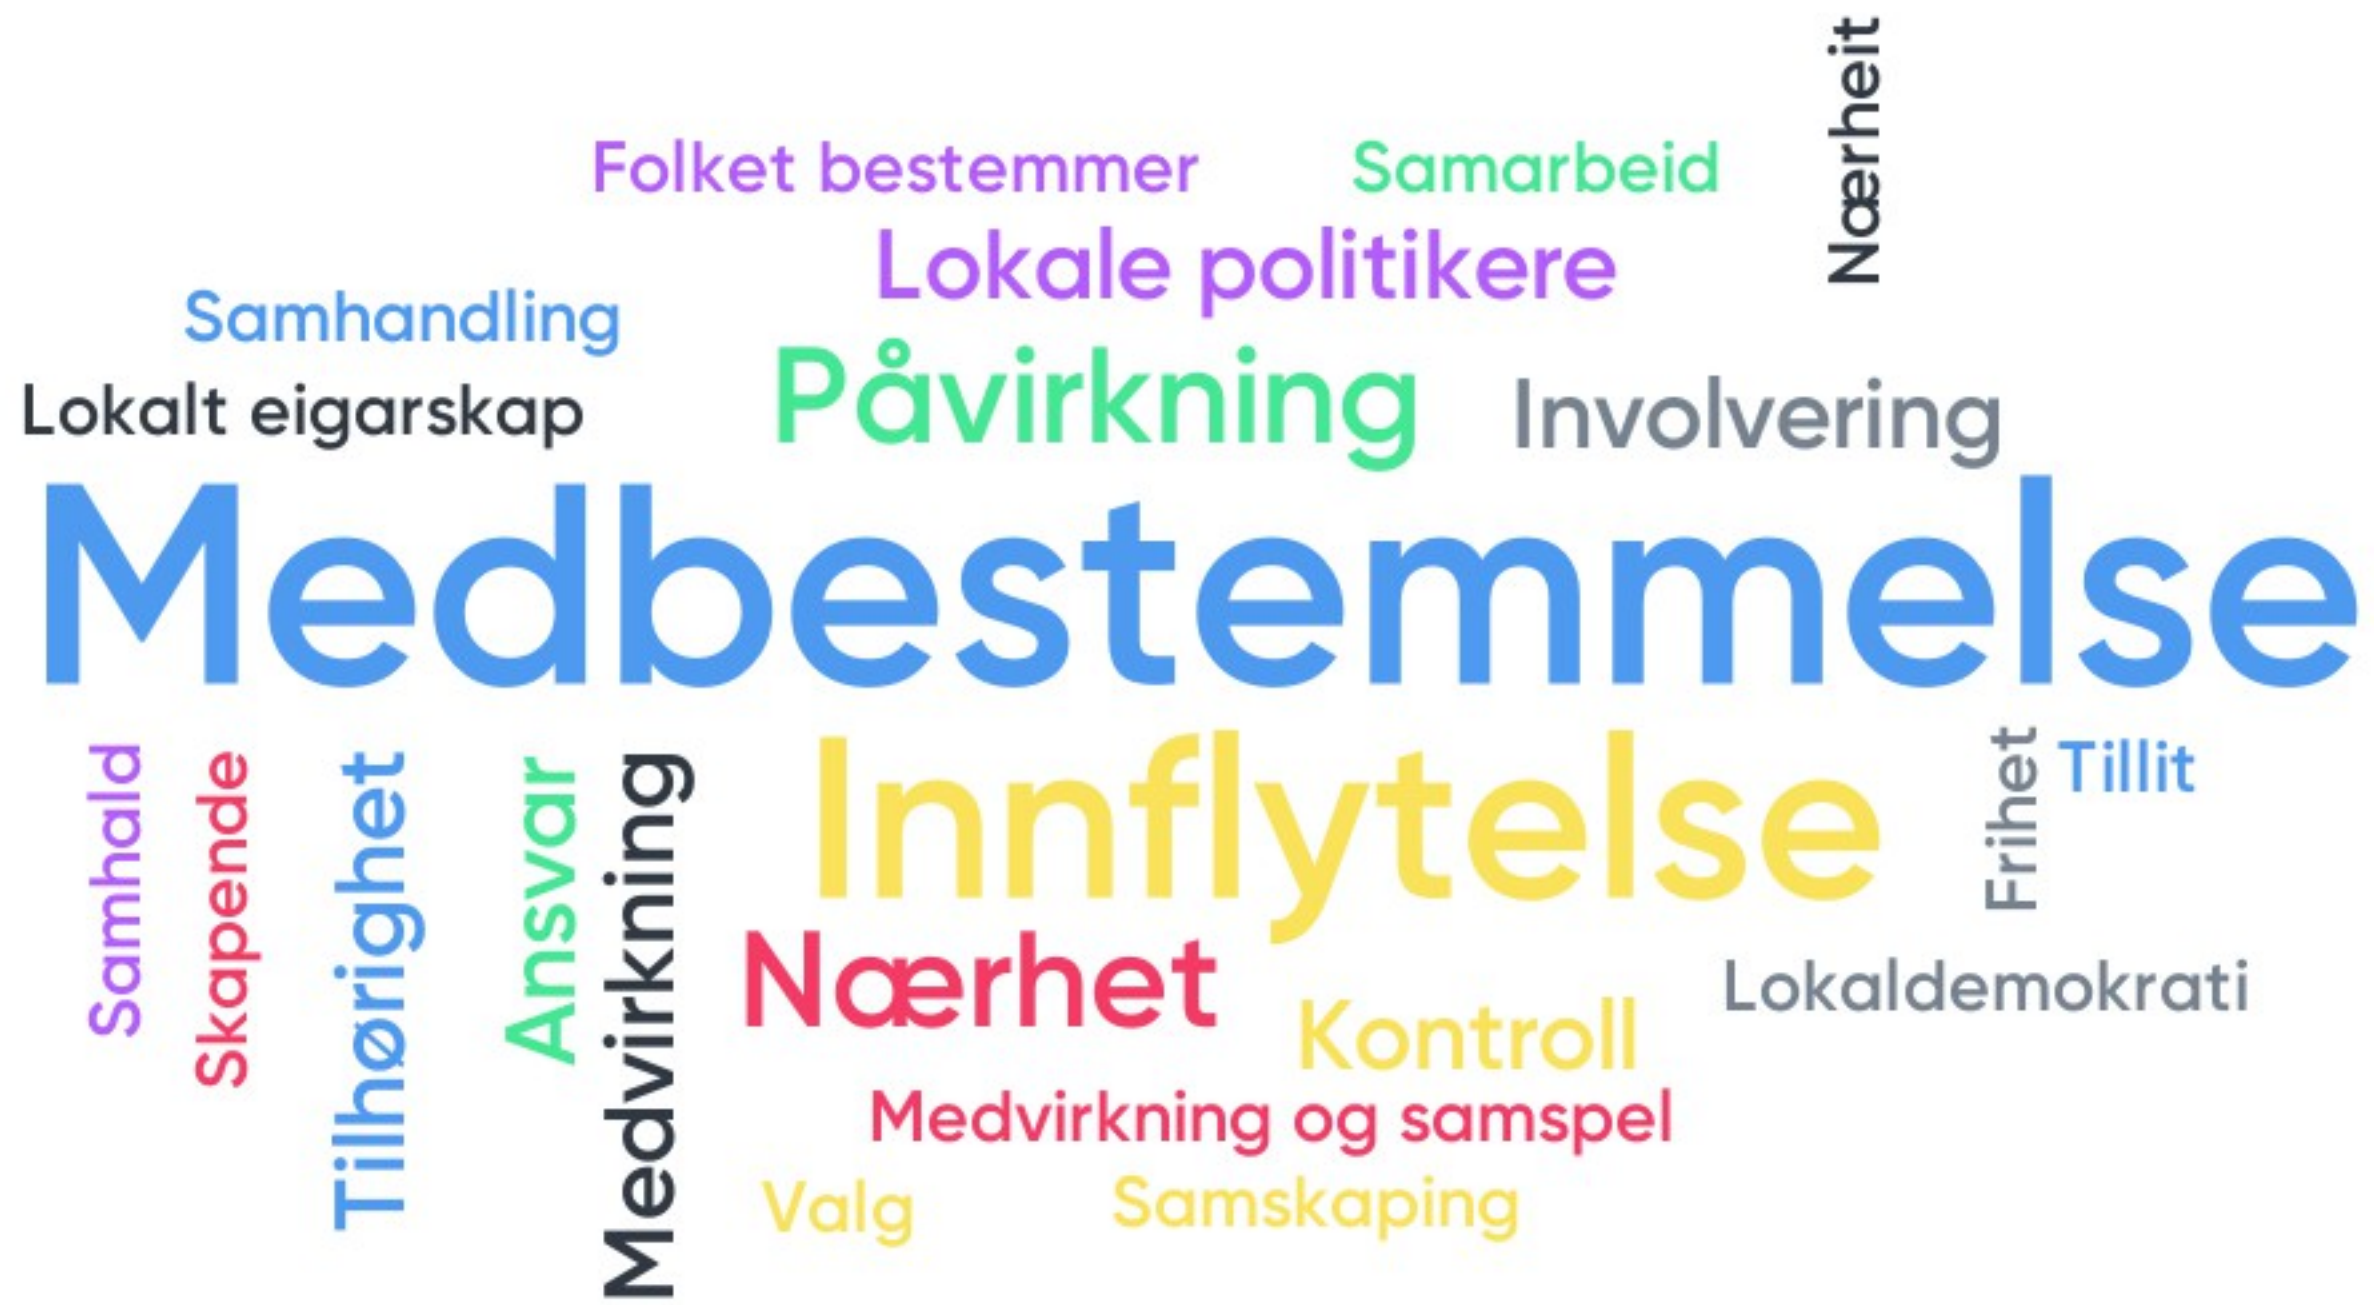 Nærheit
Folket bestemmer
Samarbeid
Lokale politikere
Samhandling
Lokalt eigarskap
Påvirkning
Involvering
Medbestemmelse
Samhald
Skapende
Tilhørighet
Ansvar
Medvirkning
Innflytelse
Frihet
Tillit
Nærhet
Kontroll
Lokaldemokrati
Medvirkning og samspel
Valg
Samskaping